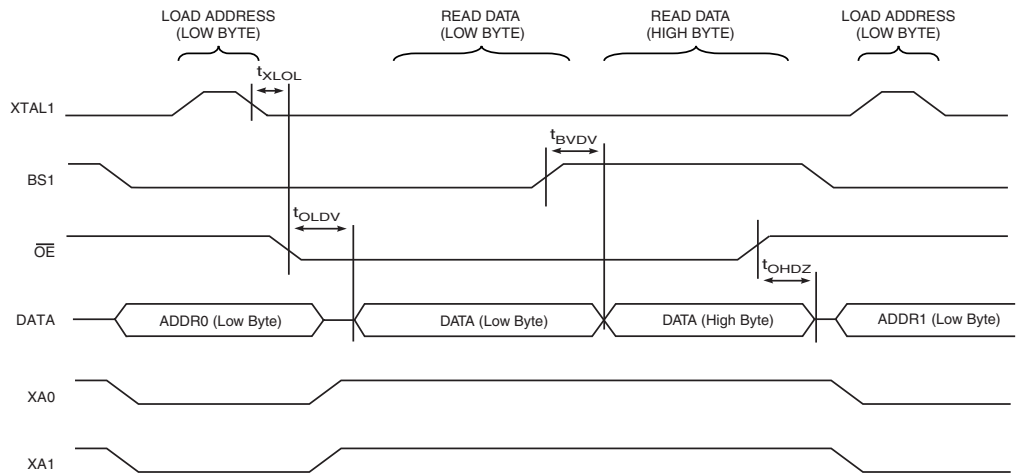 LOAD ADDRESS
(LOW BYTE)
READ DATA
(LOW BYTE)
READ DATA
(HIGH BYTE)
LOAD ADDRESS
(LOW BYTE)
tXLOL
XTAL1
tBVDV
BS1
tOLDV
OE
tOHDZ
DATA
ADDR0 (Low Byte)
DATA (Low Byte)
DATA (High Byte)
ADDR1 (Low Byte)
XA0
XA1